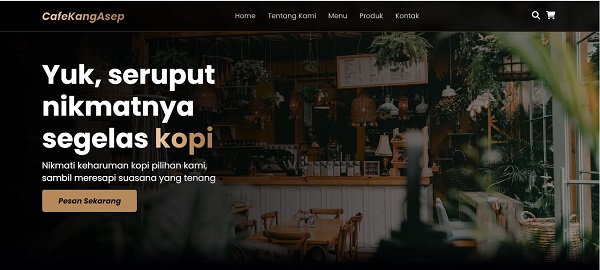 CafeKangAsep
Home Tentang Kami Menu Produk Kontak
Yuk, seruput
nikmatnya
segelas kopi
Nikmati keharuman kopi pilihan kami,
sambil meresapi suasana yang tenang
Pesan Sekarang